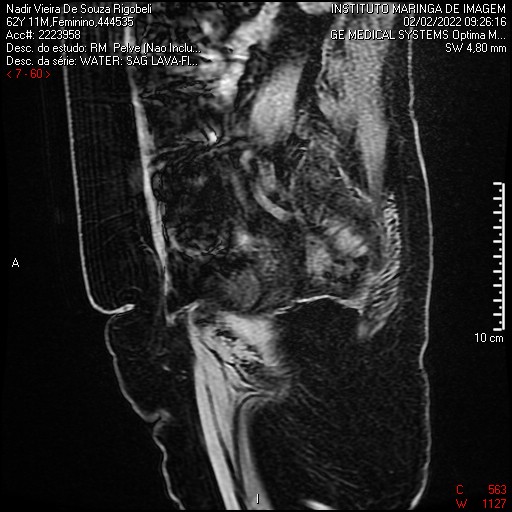 Nadir Vieira De Souza Rigobeli
62Y 11M,Feminino,444535
Acc#: 2223958
Desc. do estudo: RM Pelve (Nao Inclu...
Desc. da série: WATER: SAG LAVA-Fl...
< 7 - 60 >
INSTITUTO MARINGA DE IMAGEM
02/02/2022 09:26:16
GE MEDICAL SYSTEMS Optima M...
SW 4,80 mm
A
10 cm
I
C 563
W 1127